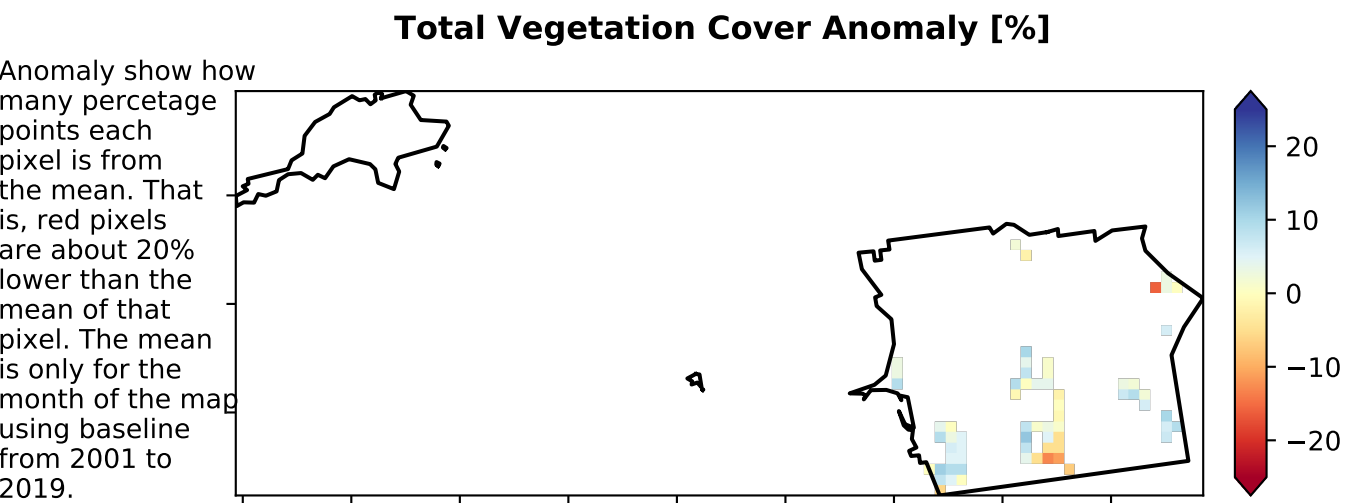 Total Vegetation Cover Anomaly [%]
Anomaly show how
many percetage
points each
pixel is from
the mean. That
is, red pixels
are about 20%
lower than the
mean of that
pixel. The mean
is only for the
month of the map
using baseline
from 2001 to
2019.
20
10
0
−10
−20